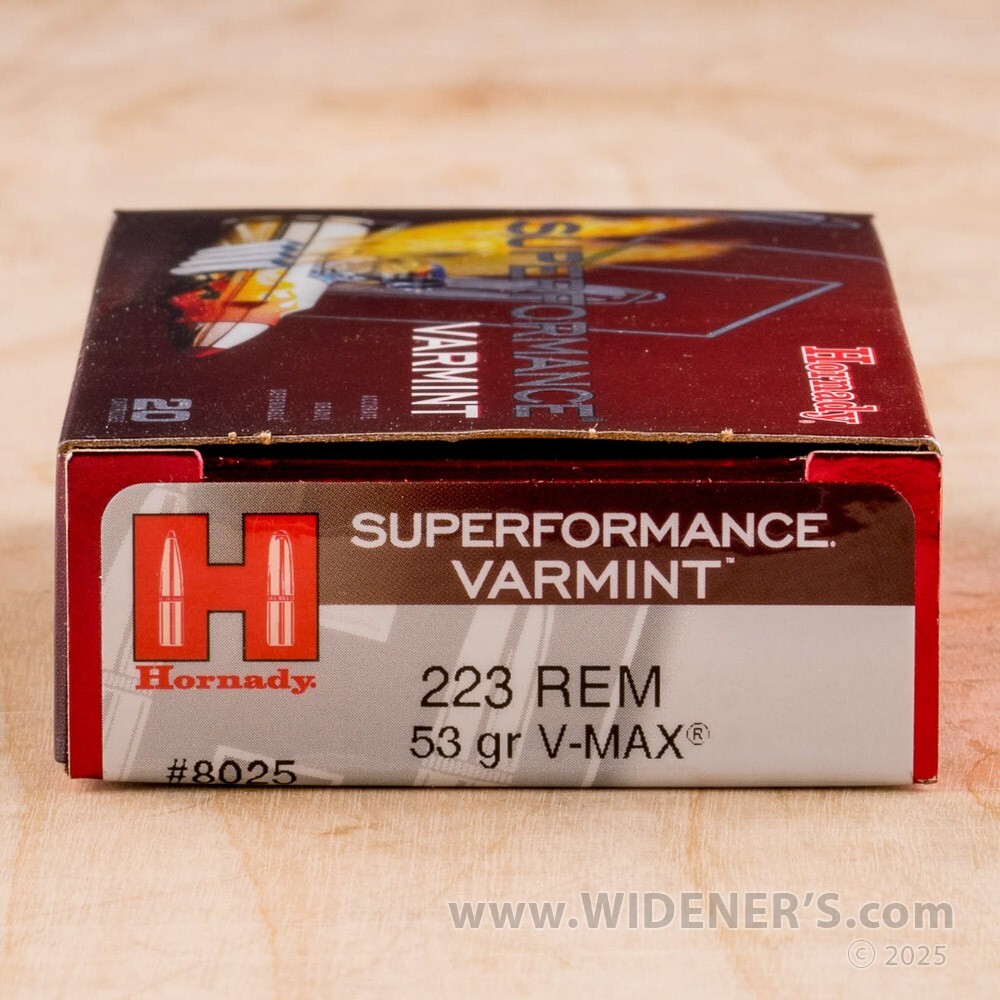 SUPERFORMANCE
VARMINT
Hornady®
20
SUPERFORMANCE.
VARMINT™
H
Hornady.
223 REM
53 gr V-MAX®
#8025
www.WIDENER'S.com
© 2025